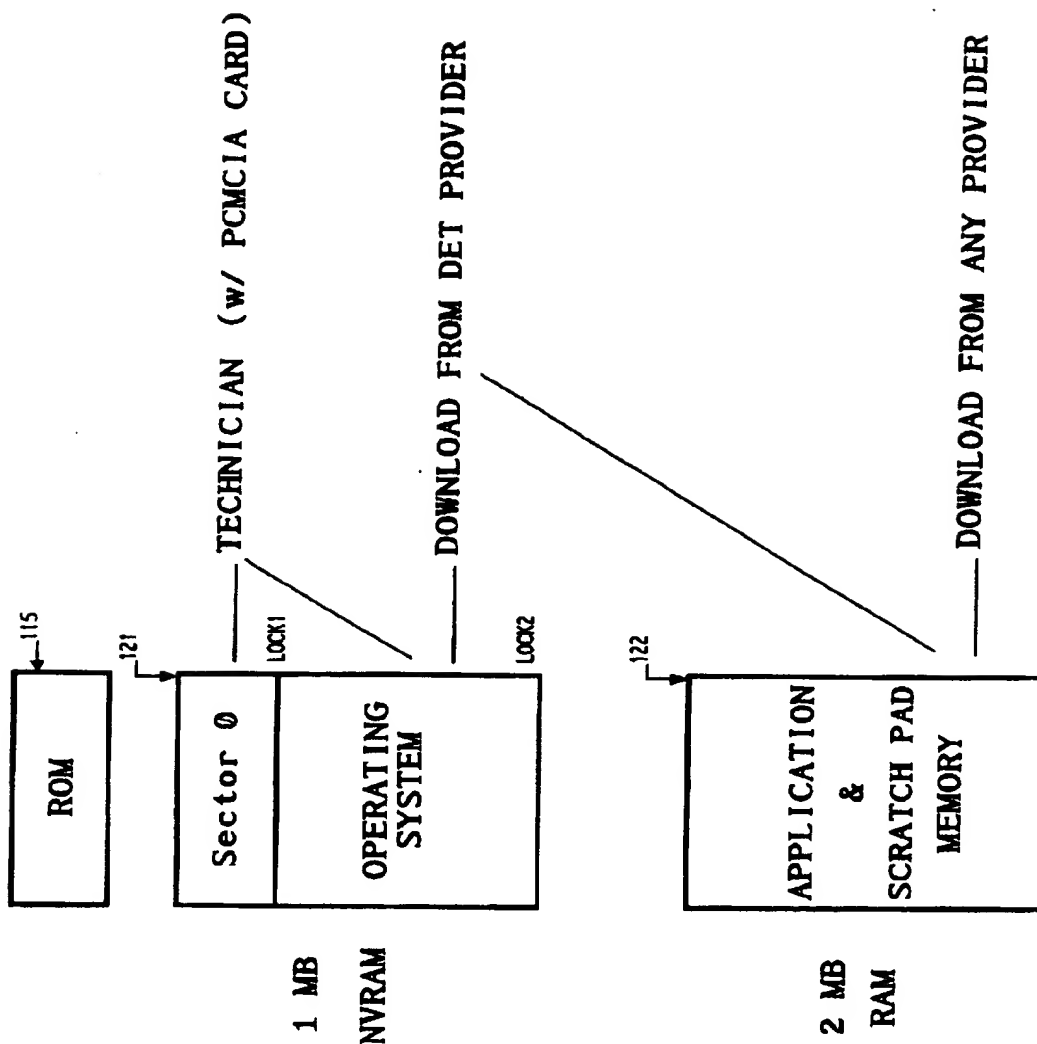 ROM
115
121
Sector 0
LOCK1
TECHNICIAN (w/ PCMCIA CARD)
1 MB
NVRAM
OPERATING
SYSTEM
LOCK2
DOWNLOAD FROM DET PROVIDER
122
2 MB
RAM
APPLICATION
&
SCRATCH PAD
MEMORY
DOWNLOAD FROM ANY PROVIDER